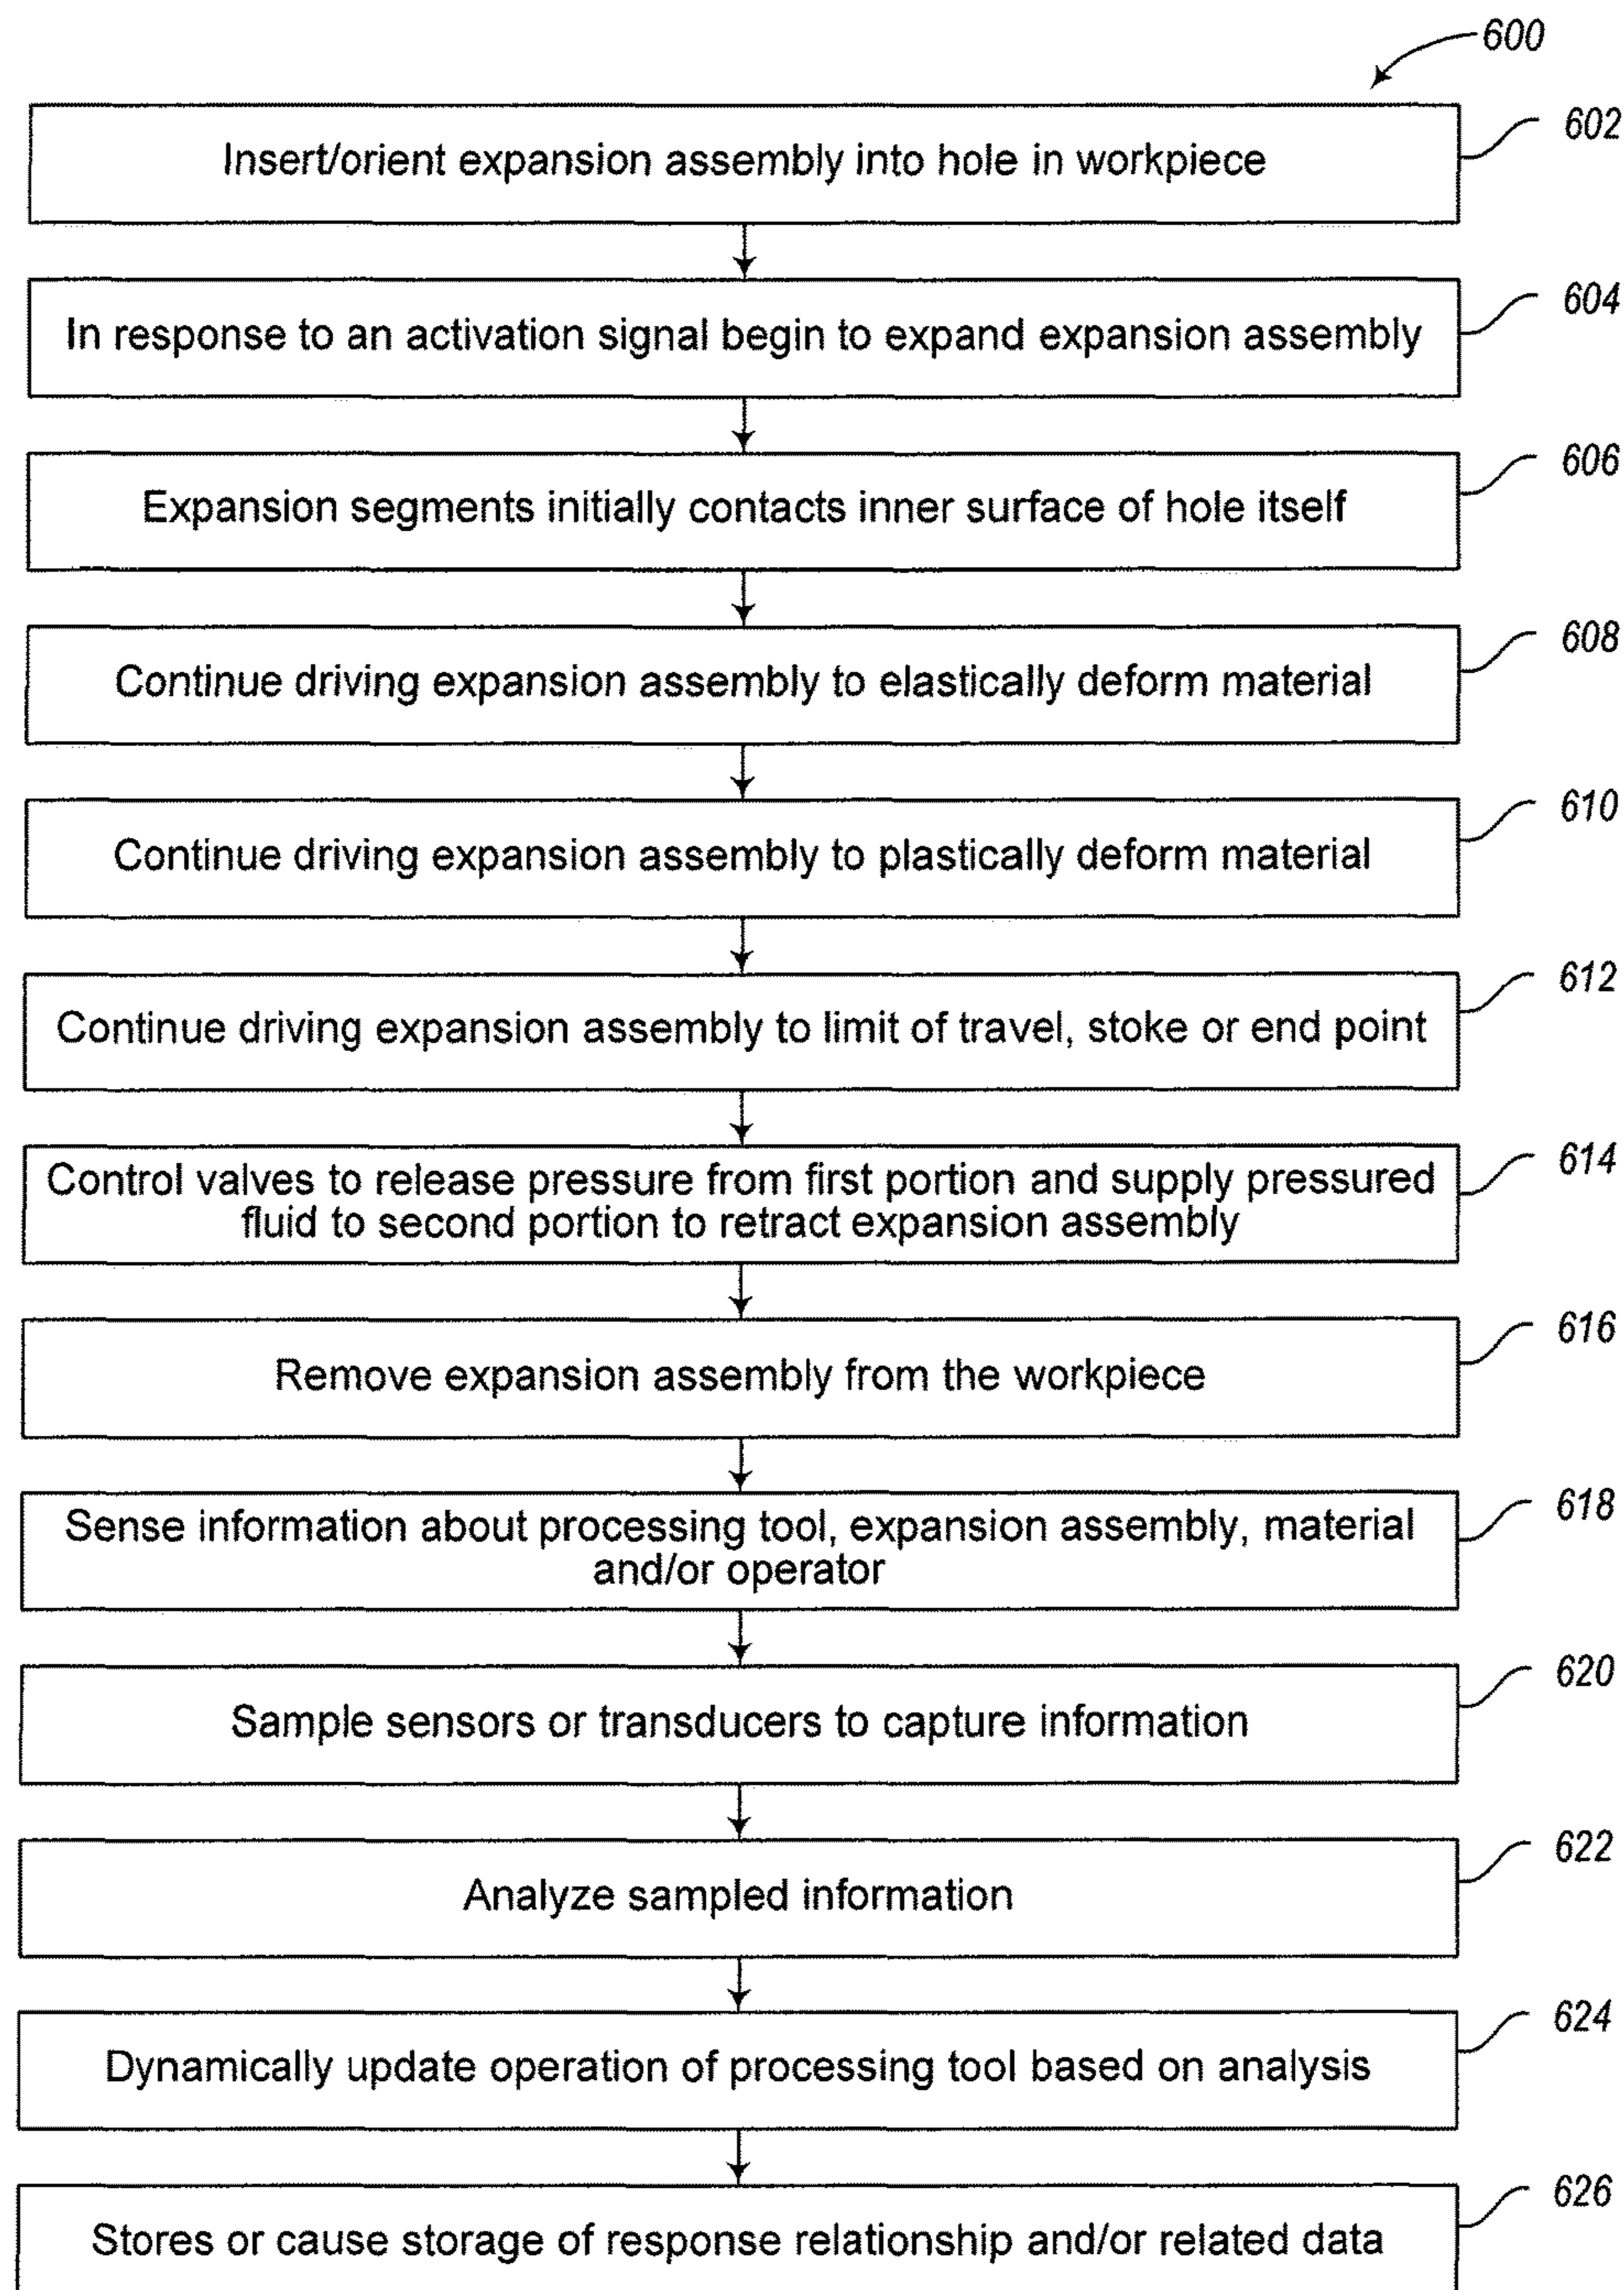 600
Insert/orient expansion assembly into hole in workpiece
602
In response to an activation signal begin to expand expansion assembly
604
Expansion segments initially contacts inner surface of hole itself
606
Continue driving expansion assembly to elastically deform material
608
Continue driving expansion assembly to plastically deform material
610
Continue driving expansion assembly to limit of travel, stoke or end point
612
Control valves to release pressure from first portion and supply pressured
fluid to second portion to retract expansion assembly
614
Remove expansion assembly from the workpiece
616
Sense information about processing tool, expansion assembly, material
and/or operator
618
Sample sensors or transducers to capture information
620
Analyze sampled information
622
Dynamically update operation of processing tool based on analysis
624
Stores or cause storage of response relationship and/or related data
626